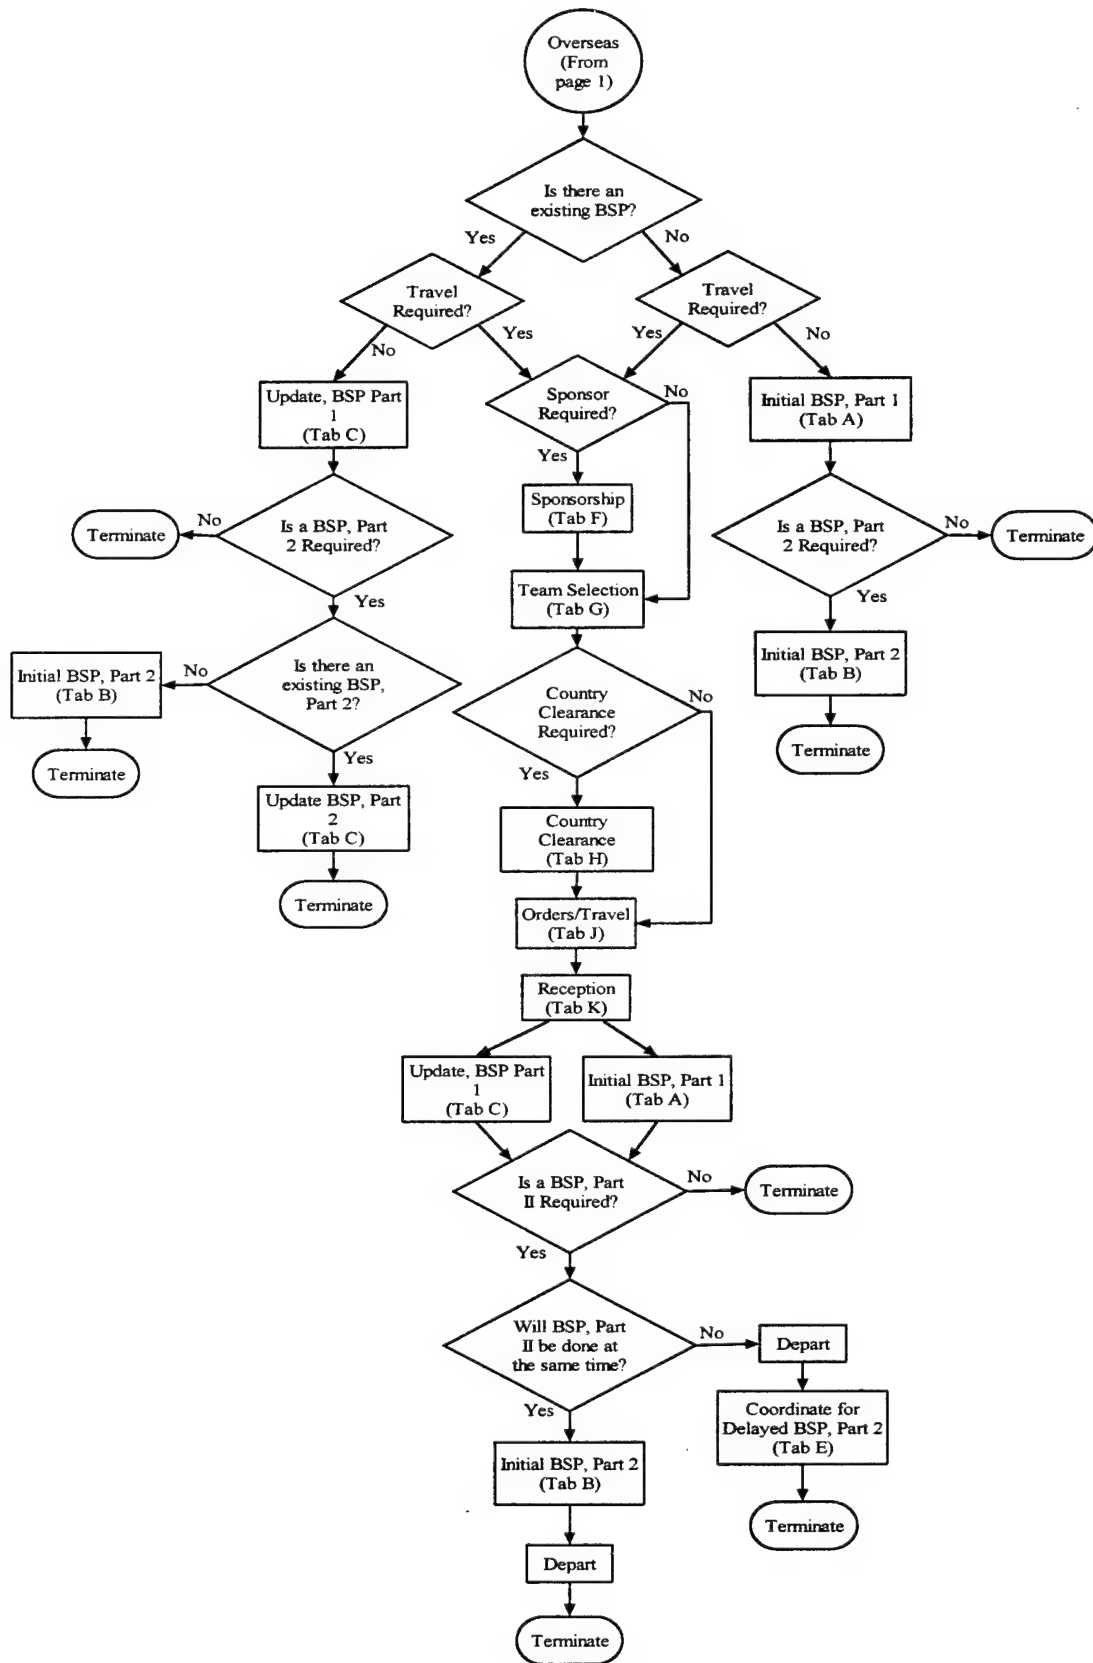 Overseas
(From
page 1)
Is there an
existing BSP?
Yes
No
Travel
Required?
Travel
Required?
No
Yes
Yes
No
Update, BSP Part
1
(Tab C)
Sponsor
Required?
No
Initial BSP, Part 1
(Tab A)
Yes
Sponsorship
(Tab F)
Terminate
No
Is a BSP, Part
2 Required?
Is a BSP, Part
2 Required?
No
Terminate
Yes
Team Selection
(Tab G)
Yes
Initial BSP, Part 2
(Tab B)
No
Is there an
existing BSP,
Part 2?
Country
Clearance
Required?
No
Initial BSP, Part 2
(Tab B)
Terminate
Yes
Yes
Terminate
Update BSP, Part
2
(Tab C)
Country
Clearance
(Tab H)
Terminate
Orders/Travel
(Tab J)
Reception
(Tab K)
Update, BSP Part
1
(Tab C)
Initial BSP, Part 1
(Tab A)
Is a BSP, Part
II Required?
No
Terminate
Yes
Will BSP, Part
II be done at
the same time?
No
Depart
Yes
Coordinate for
Delayed BSP, Part 2
(Tab E)
Initial BSP, Part 2
(Tab B)
Terminate
Depart
Terminate